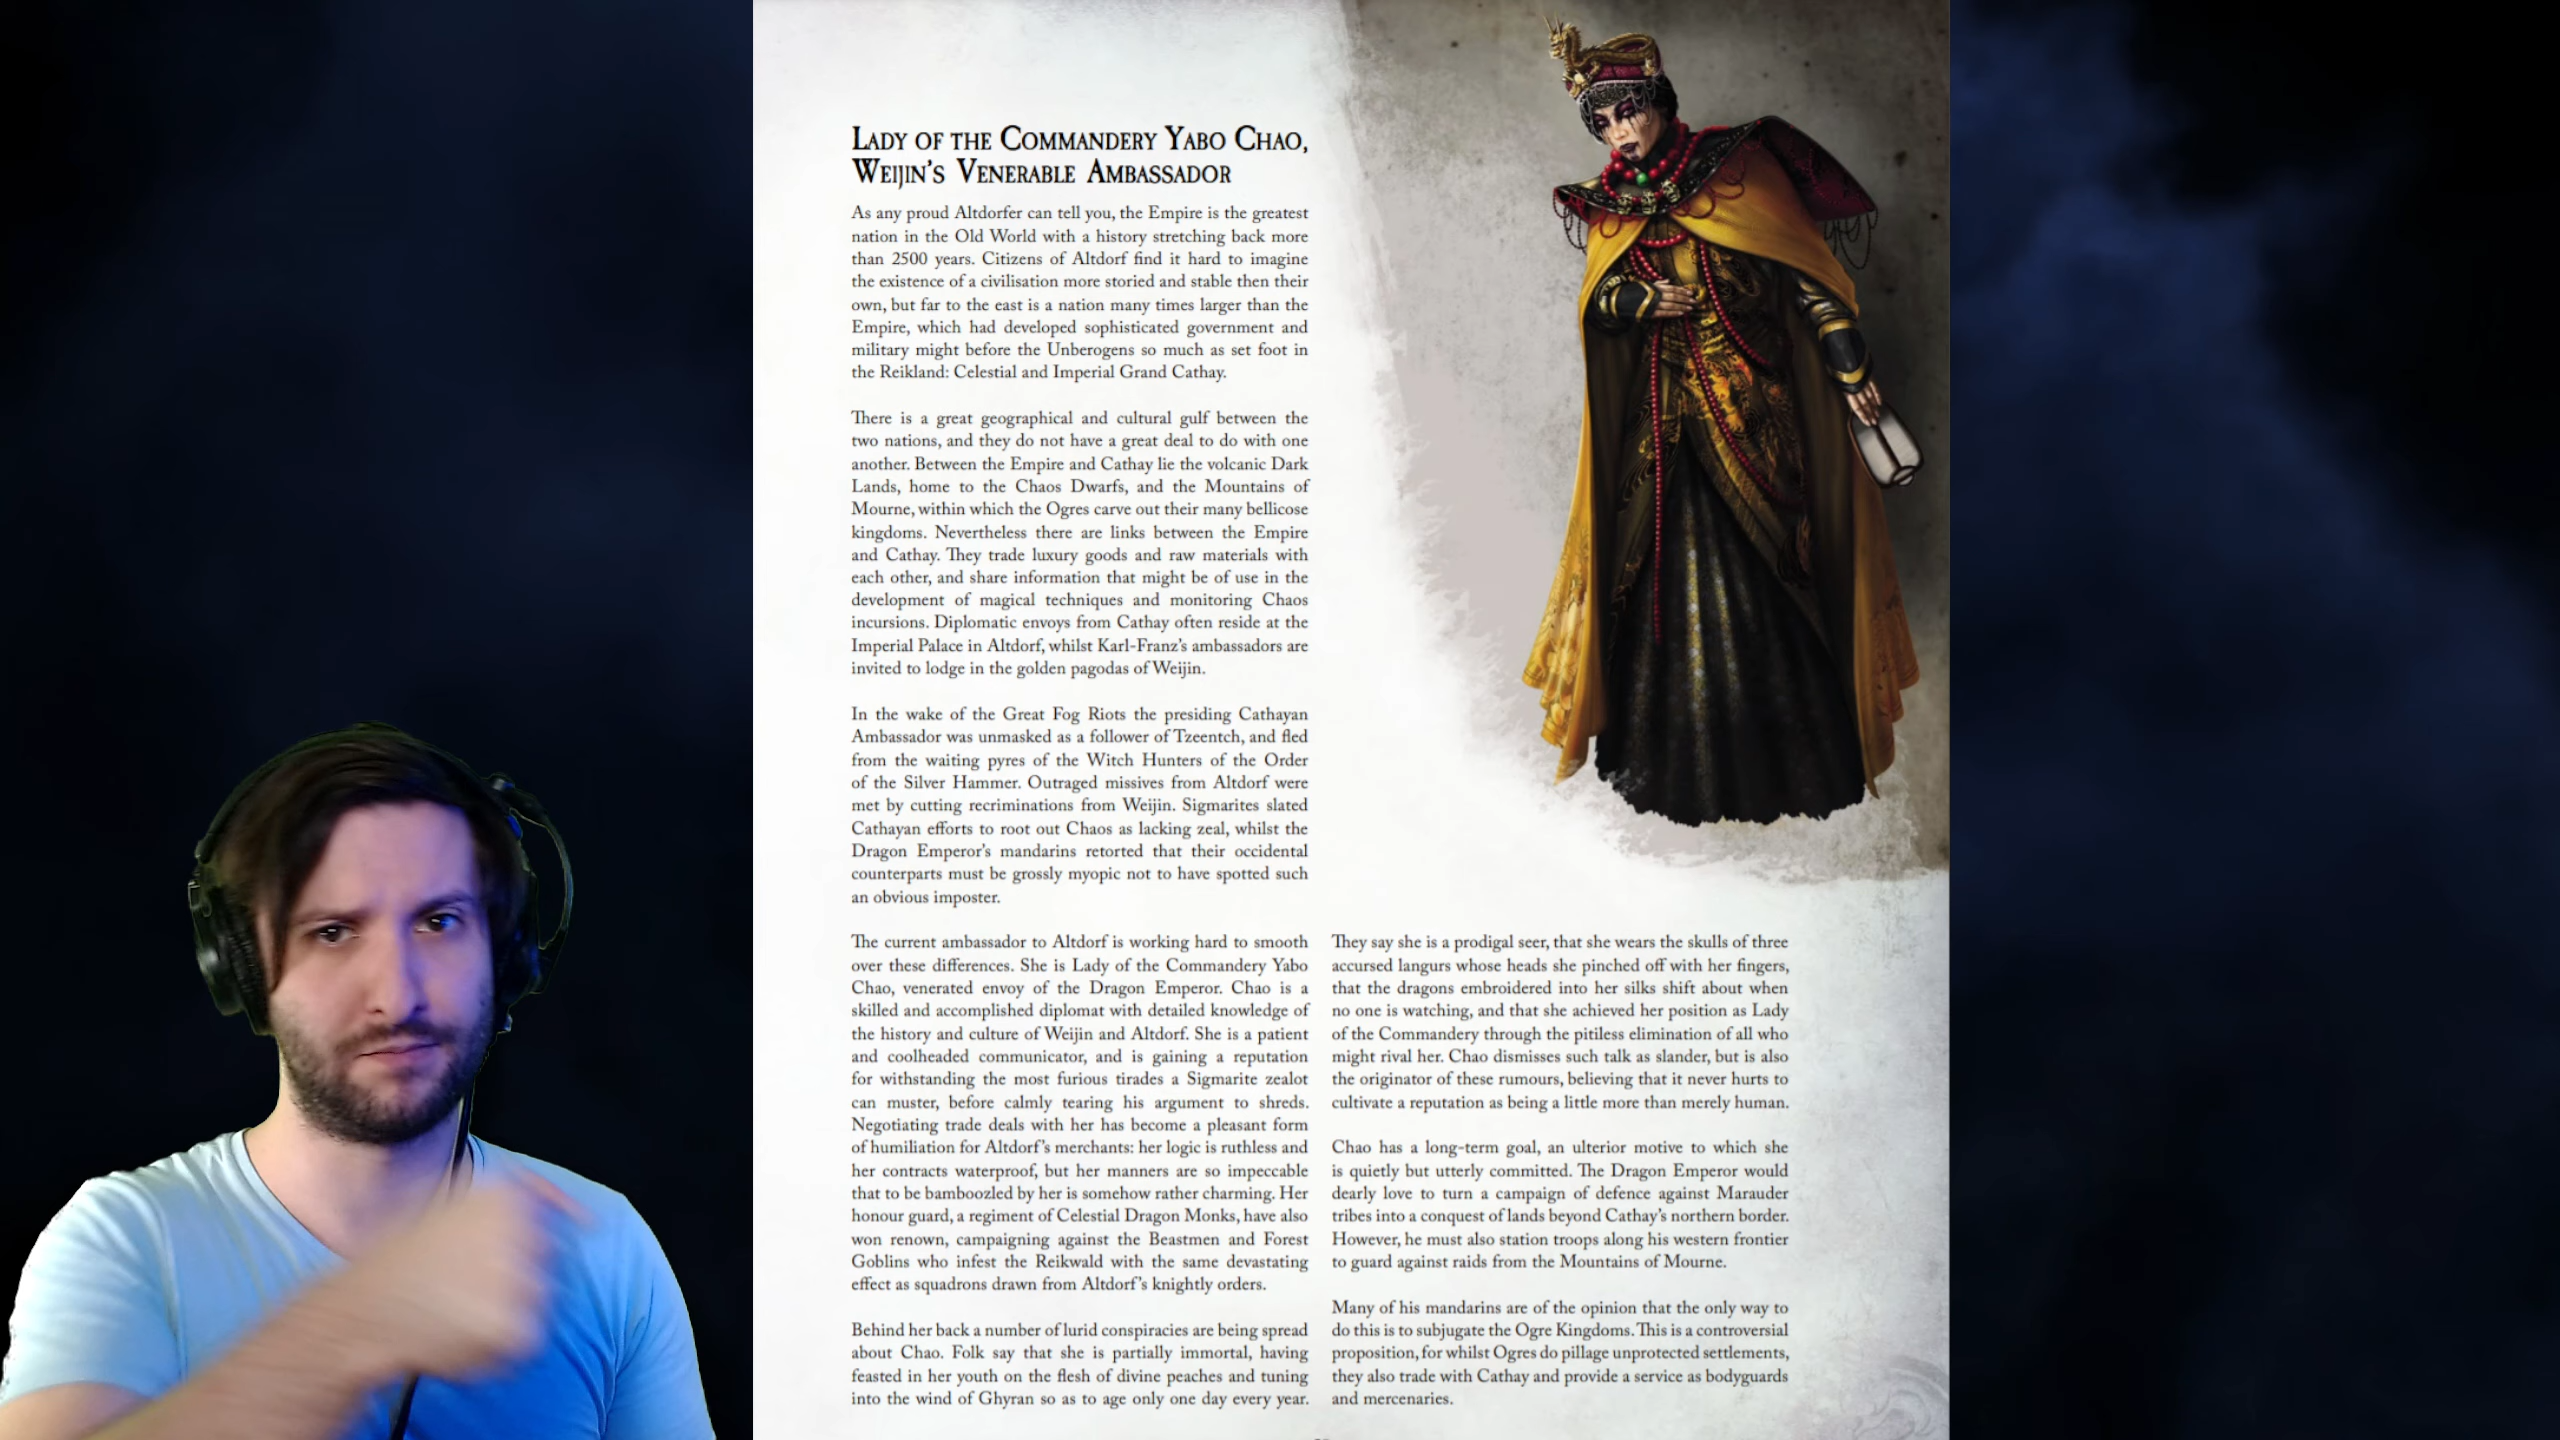 LADY OF THE COMMANDERY YABO CHAO,
WEIJIN'S VENERABLE AMBASSADOR
As any proud Altdorfer can tell you, the Empire is the greatest
nation in the Old World with a history stretching back more
than 2500 years. Citizens of Altdorf find it hard to imagine
the existence of a civilisation more storied and stable then their
own, but far to the east is a nation many times larger than the
Empire, which had developed sophisticated government and
military might before the Unberogens so much as set foot in
the Reikland: Celestial and Imperial Grand Cathay.
There is a great geographical and cultural gulf between the
two nations, and they do not have a great deal to do with one
another. Between the Empire and Cathay lie the volcanic Dark
Lands, home to the Chaos Dwarfs, and the Mountains of
Mourne, within which the Ogres carve out their many bellicose
kingdoms. Nevertheless there are links between the Empire
and Cathay. They trade luxury goods and raw materials with
each other, and share information that might be of use in the
development of magical techniques and monitoring Chaos
incursions. Diplomatic envoys from Cathay often reside at the
Imperial Palace in Altdorf, whilst Karl-Franz's ambassadors are
invited to lodge in the golden pagodas of Weijin.
In the wake of the Great Fog Riots the presiding Cathayan
Ambassador was unmasked as a follower of Tzeentch, and fled
from the waiting pyres of the Witch Hunters of the Order
of the Silver Hammer. Outraged missives from Altdorf were
met by cutting recriminations from Weijin. Sigmarites slated
Cathayan efforts to root out Chaos as lacking zeal, whilst the
Dragon Emperor's mandarins retorted that their occidental
counterparts must be grossly myopic not to have spotted such
an obvious imposter.
The current ambassador to Altdorf is working hard to smooth
over these differences. She is Lady of the Commandery Yabo
Chao, venerated envoy of the Dragon Emperor. Chao is a
skilled and accomplished diplomat with detailed knowledge of
the history and culture of Weijin and Altdorf. She is a patient
and coolheaded communicator, and is gaining a reputation
for withstanding the most furious tirades a Sigmarite zealot
can muster, before calmly tearing his argument to shreds.
Negotiating trade deals with her has become a pleasant form
of humiliation for Altdorf's merchants: her logic is ruthless and
her contracts waterproof, but her manners are so impeccable
that to be bamboozled by her is somehow rather charming. Her
honour guard, a regiment of Celestial Dragon Monks, have also
won renown, campaigning against the Beastmen and Forest
Goblins who infest the Reikwald with the same devastating
effect as squadrons drawn from Altdorf's knightly orders.
Behind her back a number of lurid conspiracies are being spread
about Chao. Folk say that she is partially immortal, having
feasted in her youth on the flesh of divine peaches and tuning
into the wind of Ghyran so as to age only one day every year.
They say she is a prodigal seer, that she wears the skulls of three
accursed langurs whose heads she pinched off with her fingers,
that the dragons embroidered into her silks shift about when
no one is watching, and that she achieved her position as Lady
of the Commandery through the pitiless elimination of all who
might rival her. Chao dismisses such talk as slander, but is also
the originator of these rumours, believing that it never hurts to
cultivate a reputation as being a little more than merely human.
Chao has a long-term goal, an ulterior motive to which she
is quietly but utterly committed. The Dragon Emperor would
dearly love to turn a campaign of defence against Marauder
tribes into a conquest of lands beyond Cathay's northern border.
However, he must also station troops along his western frontier
to guard against raids from the Mountains of Mourne.
Many of his mandarins are of the opinion that the only way to
do this is to subjugate the Ogre Kingdoms. This is a controversial
proposition, for whilst Ogres do pillage unprotected settlements,
they also trade with Cathay and provide a service as bodyguards
and mercenaries.